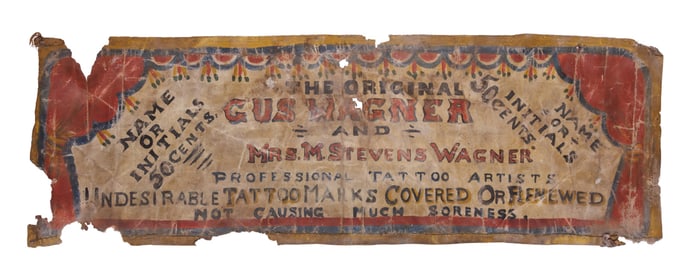 NAME
OR
INITIALS
50 CENTS.
THE ORIGINAL
GUS WAGNER
AND
MRS. M. STEVENS WAGNER
PROFESSIONAL TATTOO ARTISTS
UNDESIRABLE TATTOO MARKS COVERED OR RENEWED
NOT CAUSING MUCH SORENESS.
NAME
OR
INITIALS
50 CENTS.